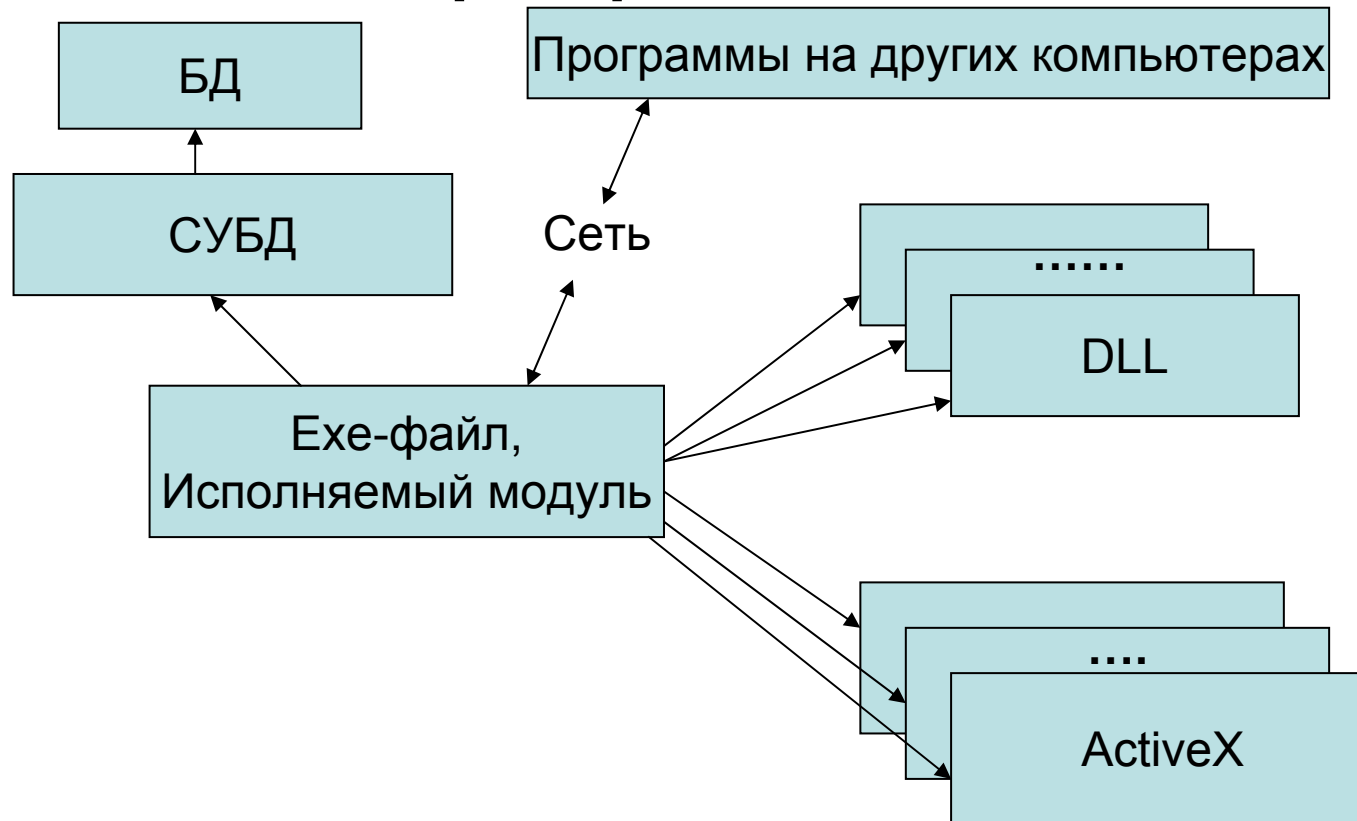 БД
Программы на других компьютерах
СУБД
Сеть
......
DLL
Exe-файл,
Исполняемый модуль
....
ActiveX